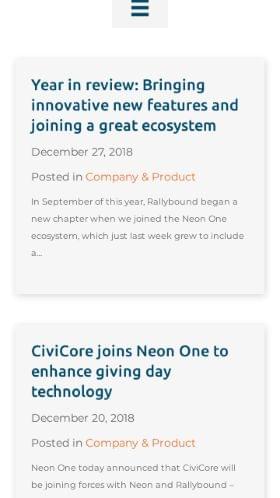 Year in review: Bringing
innovative new features and
joining a great ecosystem
December 27, 2018
Posted in Company & Product
In September of this year, Rallybound began a
new chapter when we joined the Neon One
ecosystem, which just last week grew to include
a...
CiviCore joins Neon One to
enhance giving day
technology
December 20, 2018
Posted in Company & Product
Neon One today announced that CiviCore will
be joining forces with Neon and Rallybound –